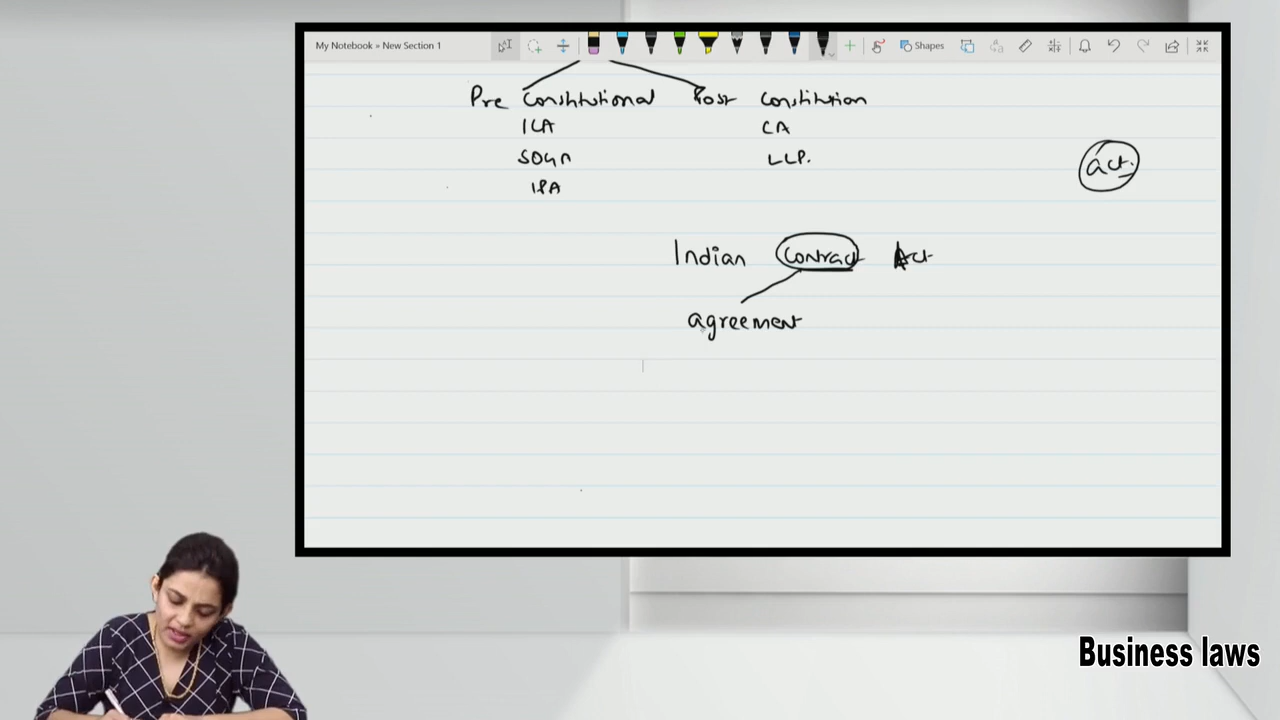 My Notebook » New Section 1
Shapes
Pre Constitutional Post Constitution
ICA CA
SOGA LLP.
IPA
act.
Indian Contract Act
agreement
Business laws